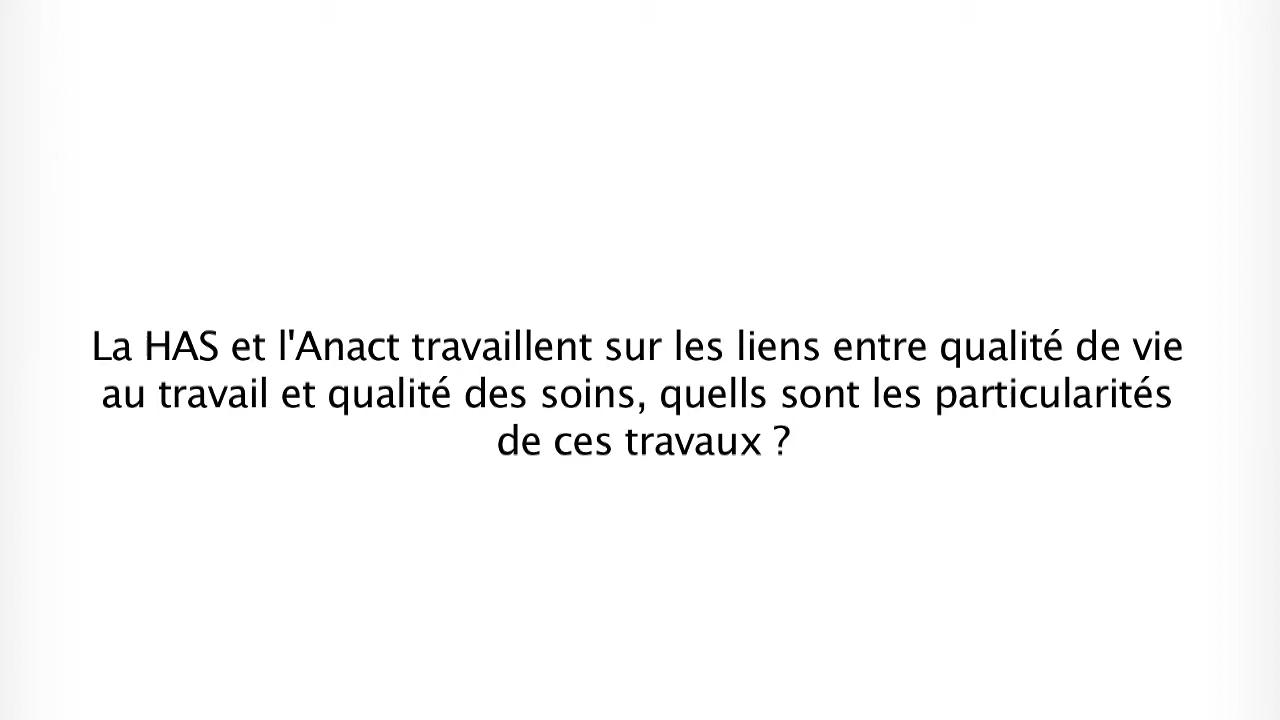 La HAS et l'Anact travaillent sur les liens entre qualité de vie
au travail et qualité des soins, quells sont les particularités
de ces travaux ?